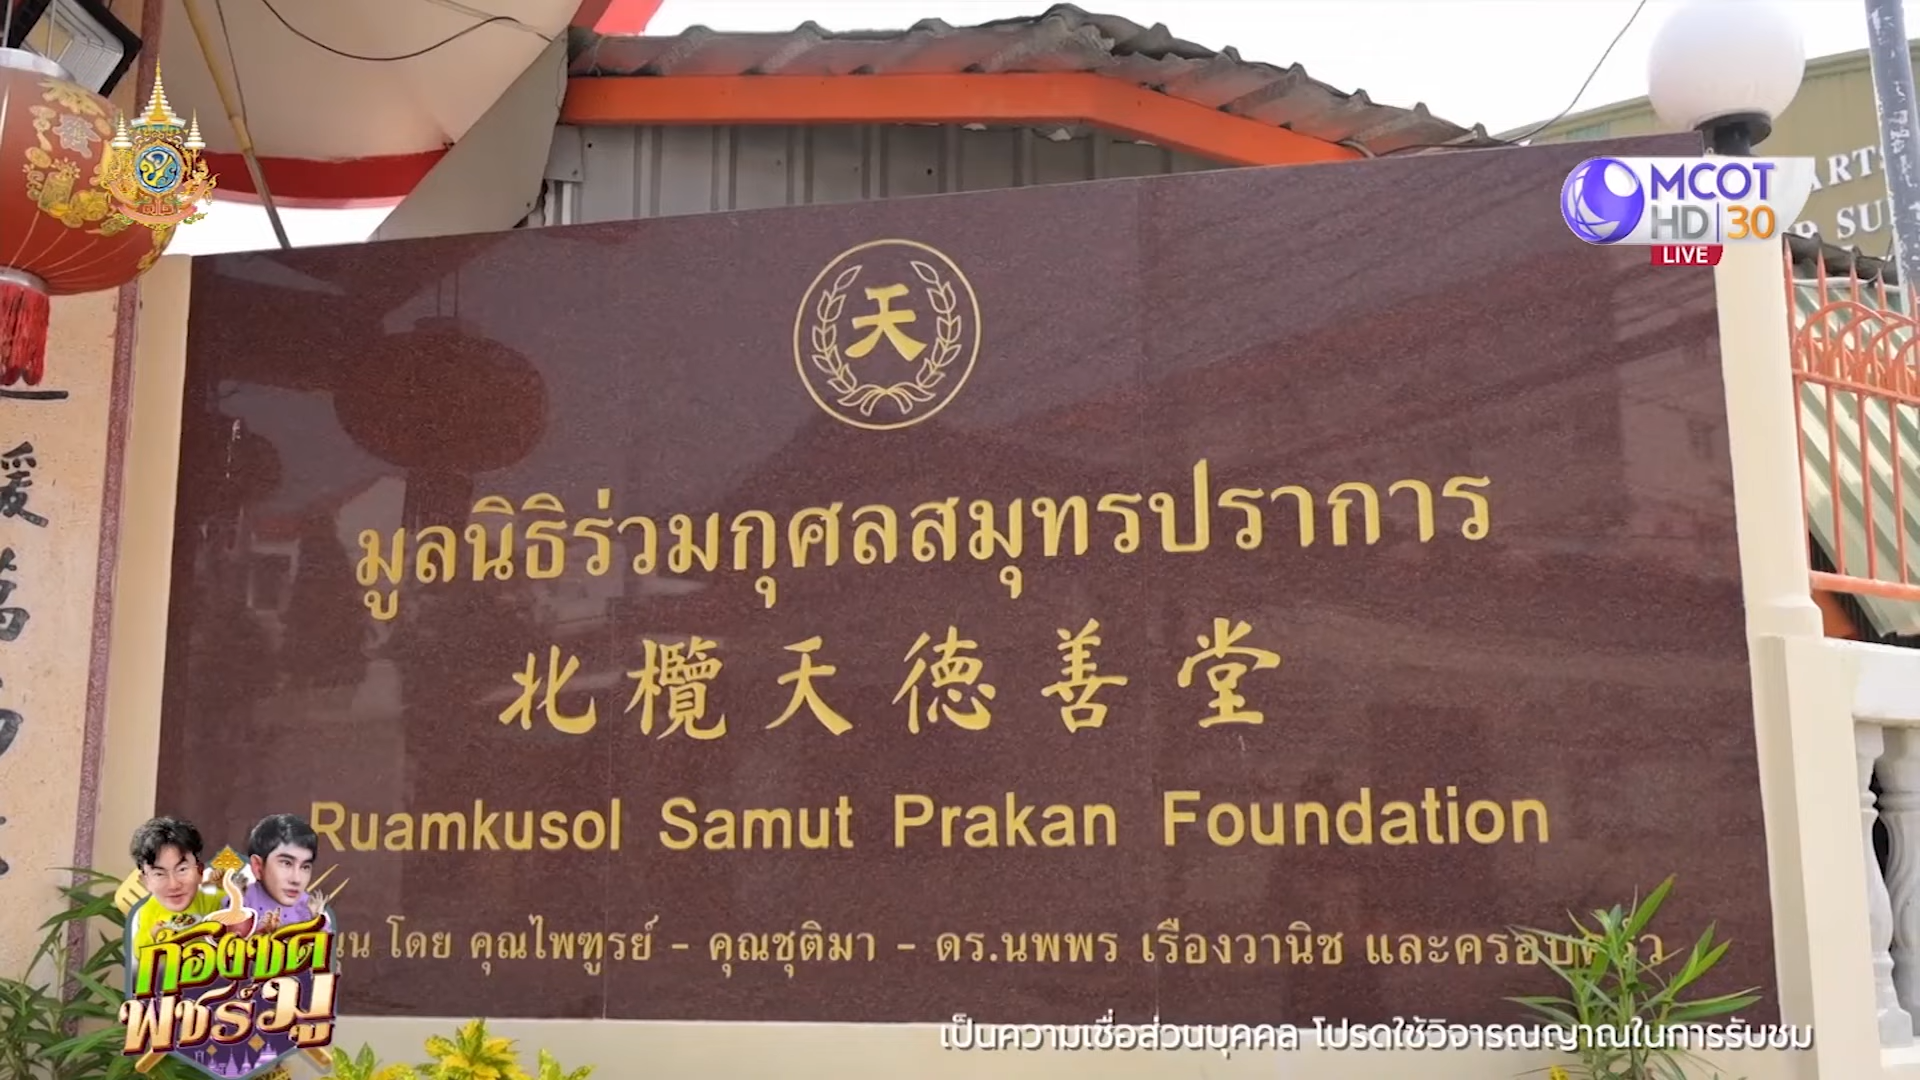 天
MCOT
HD 30
LIVE
ARTS
SU
มูลนิธิร่วมกุศลสมุทรปราการ
北欖天德善堂
Ruamkusol Samut Prakan Foundation
โดย คุณไพฑูรย์ - คุณชุติมา - ดร.นพพร เรืองวานิช และครอบครัว
ก้องชด
พชร์มู
เป็นความเชื่อส่วนบุคคล โปรดใช้วิจารณญาณในการรับชม